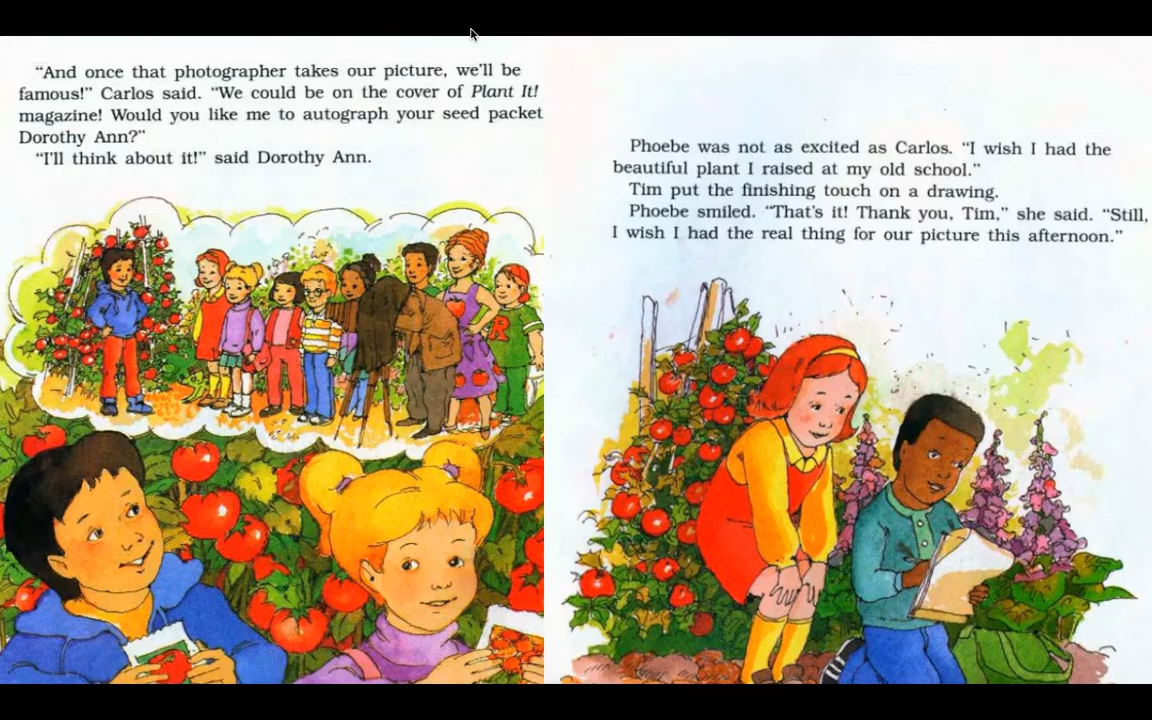 “And once that photographer takes our picture, we'll be
famous!” Carlos said. “We could be on the cover of Plant It!
magazine! Would you like me to autograph your seed packet
Dorothy Ann?”
“I'll think about it!” said Dorothy Ann.
R
Phoebe was not as excited as Carlos. “I wish I had the
beautiful plant I raised at my old school.”
Tim put the finishing touch on a drawing.
Phoebe smiled. “That's it! Thank you, Tim,” she said. “Still,
I wish I had the real thing for our picture this afternoon.”